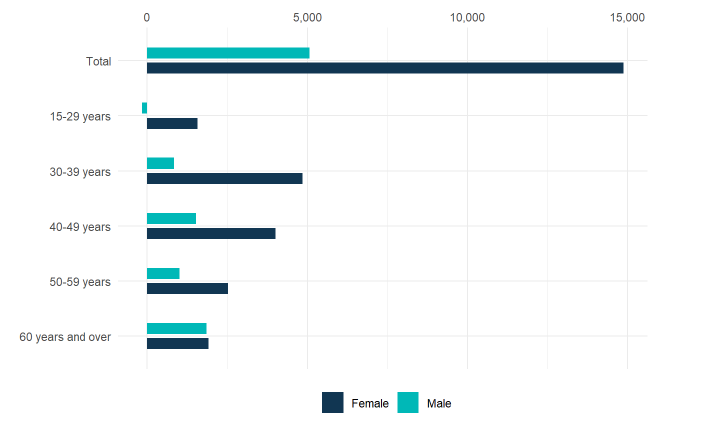 0 5,000 10,000 15,000
Total
15-29 years
30-39 years
40-49 years
50-59 years
60 years and over
Female Male